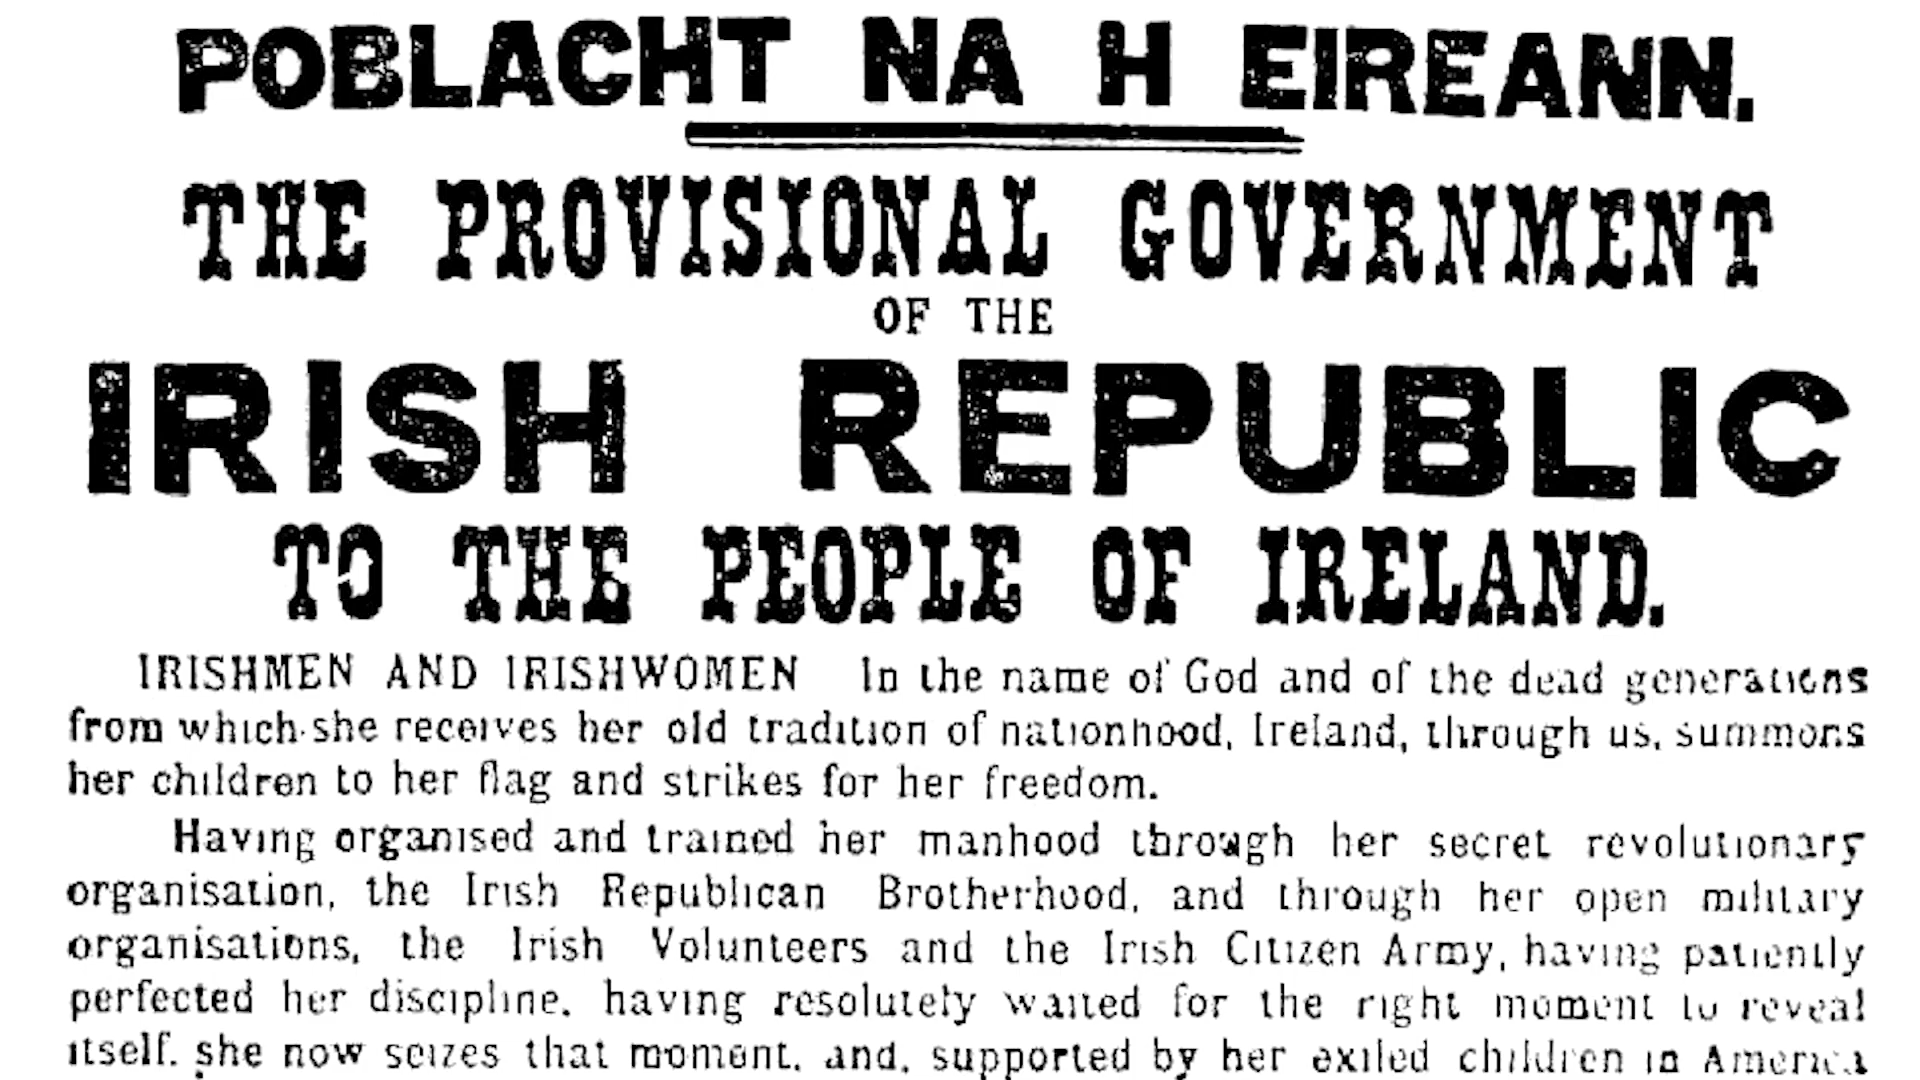 POBLACHT NA H EIREANN.
THE PROVISIONAL GOVERNMENT
OF THE
IRISH REPUBLIC
TO THE PEOPLE OF IRELAND.
IRISHMEN AND IRISHWOMEN In the name of God and of the dead generations
from which she receives her old tradition of nationhood, Ireland, through us, summons
her children to her flag and strikes for her freedom.
Having organised and trained her manhood through her secret revolutionary
organisation, the Irish Republican Brotherhood, and through her open military
organisations, the Irish Volunteers and the Irish Citizen Army, having patiently
perfected her discipline, having resolutely waited for the right moment to reveal
itself, she now seizes that moment, and, supported by her exiled children in America